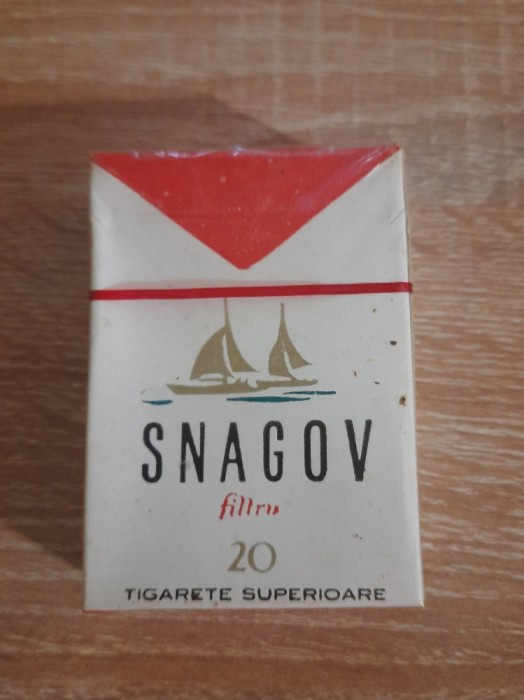 SNAGOV
filtru
20
TIGARETE SUPERIOARE